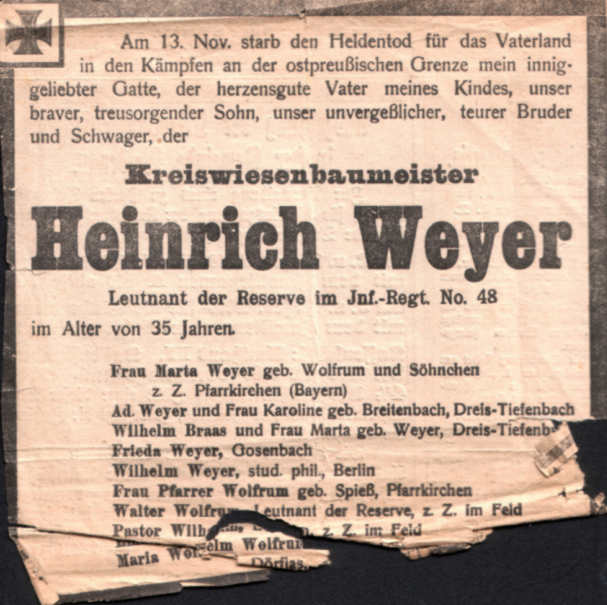 Am 13. Nov. starb den Heldentod für das Vaterland
in den Kämpfen an der ostpreußischen Grenze mein innig-
geliebter Gatte, der herzensgute Vater meines Kindes, unser
braver, treusorgender Sohn, unser unvergeßlicher, teurer Bruder
und Schwager, der
Kreiswiesenbaumeister
Heinrich Weyer
Leutnant der Reserve im Jnf.-Regt. No. 48
im Alter von 35 Jahren.
Frau Marta Weyer geb. Wolfrum und Söhnchen
z. Z. Pfarrkirchen (Bayern)
Ad. Weyer und Frau Karoline geb. Breitenbach, Dreis-Tiefenbach
Wilhelm Braas und Frau Marta geb. Weyer, Dreis-Tiefenb
Frieda Weyer, Gosenbach
Wilhelm Weyer, stud. phil., Berlin
Frau Pfarrer Wolfrum geb. Spieß, Pfarrkirchen
Walter Wolfrum, Leutnant der Reserve, z. Z. im Feld
Pastor Wilh z. Z. im Feld
elm Wolfru
Maria